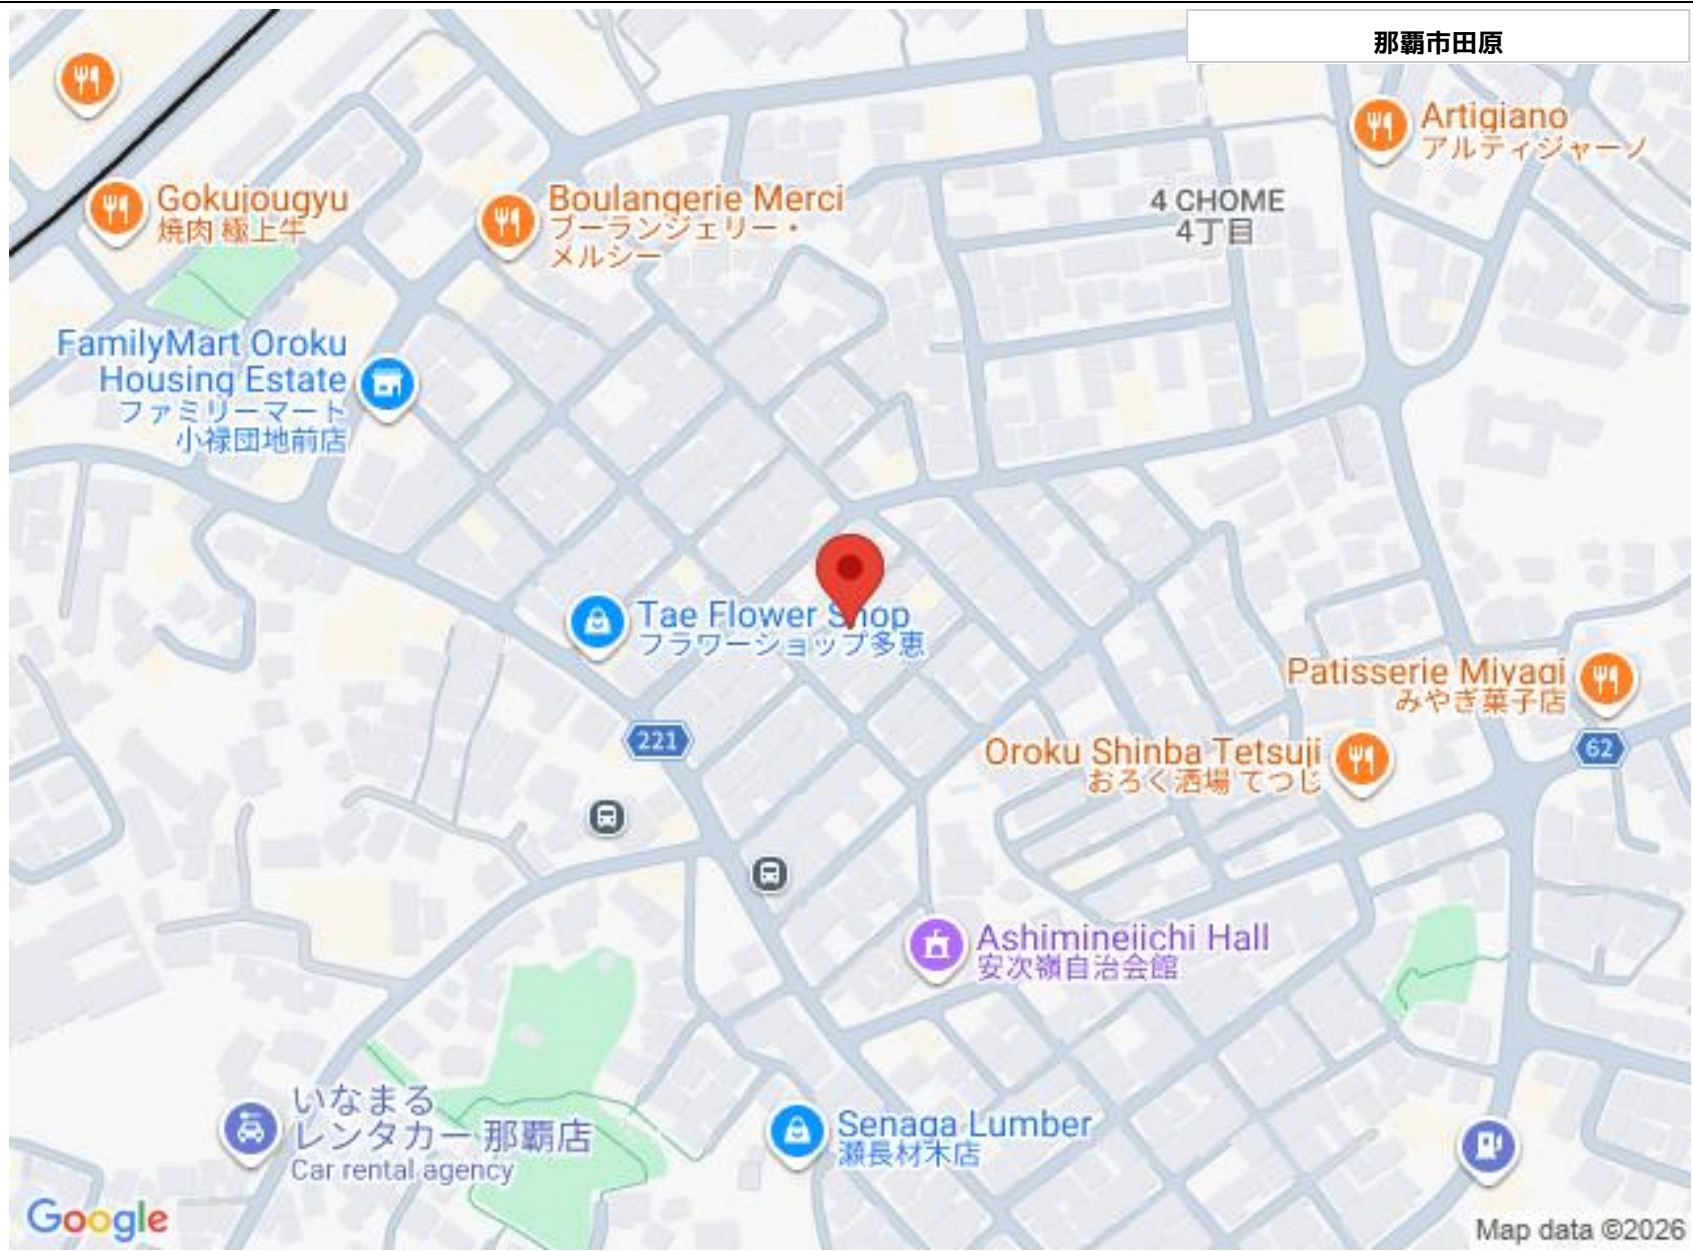 那覇市田原
Artigiano
アルティジャーノ
Gokujougyu
焼肉 極上牛
Boulangerie Merci
ブーランジェリー・
メルシー
4 CHOME
4丁目
FamilyMart Oroku
Housing Estate
ファミリーマート
小禄団地前店
Tae Flower Shop
フラワーショップ多恵
Patisserie Miyagi
みやぎ菓子店
221
62
Oroku Shinba Tetsuji
おろく酒場 てつじ
Ashimineiichi Hall
安次嶺自治会館
いなまる
レンタカー 那覇店
Car rental agency
Senaga Lumber
瀬長材木店
Google
Map data ©2026